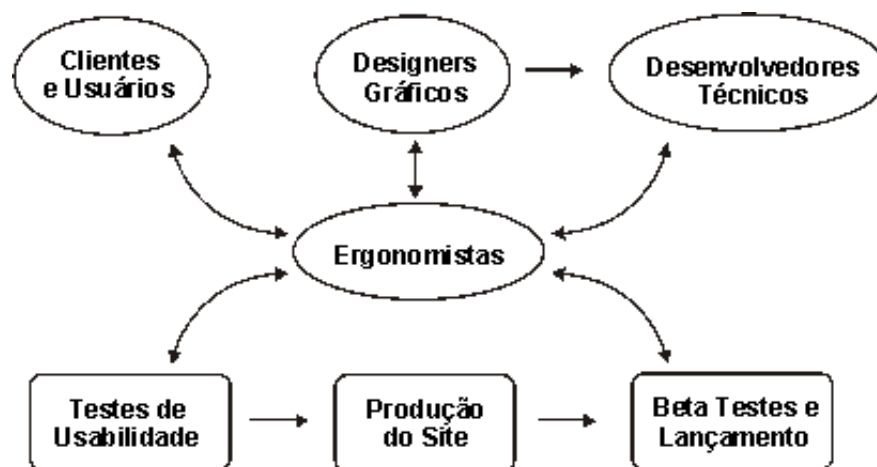 Clientes
e Usuários
Designers
Gráficos
Desenvolvedores
Técnicos
Ergonomistas
Testes de
Usabilidade
Produção
do Site
Beta Testes e
Lançamento